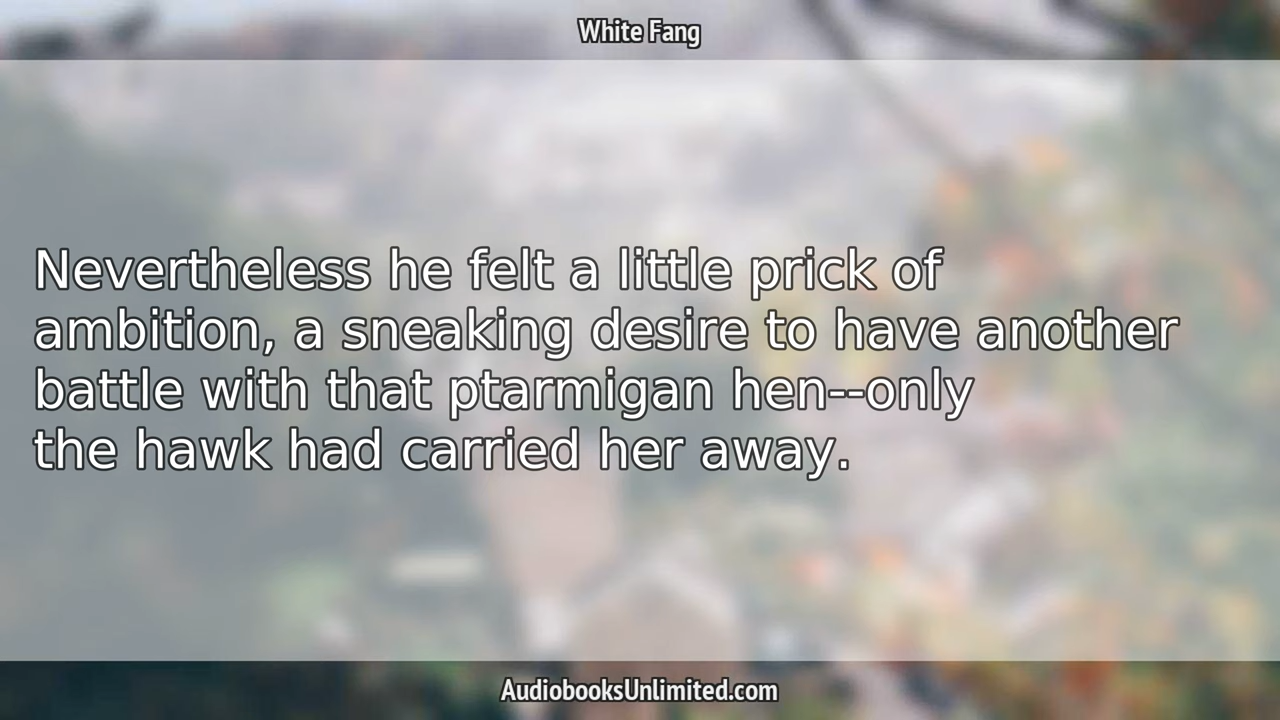 White Fang
Nevertheless he felt a little prick of
ambition, a sneaking desire to have another
battle with that ptarmigan hen--only
the hawk had carried her away.
AudiobooksUnlimited.com